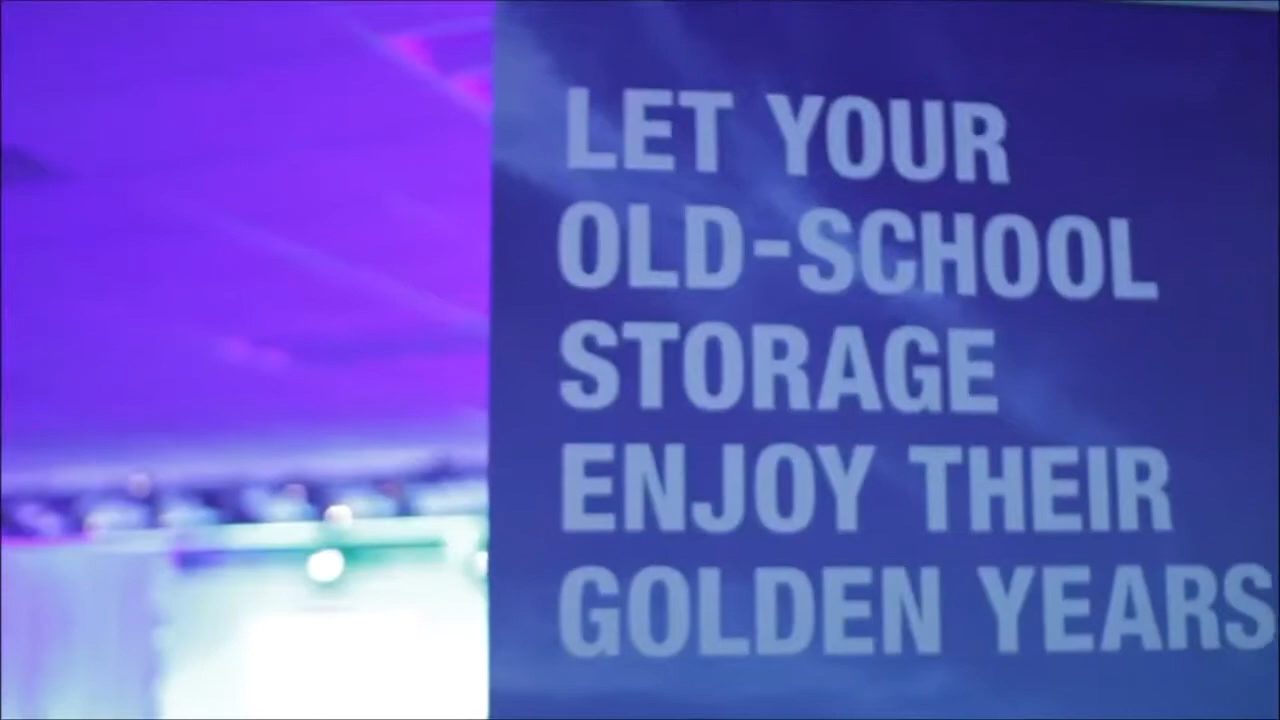 LET YOUR
OLD-SCHOOL
STORAGE
ENJOY THEIR
GOLDEN YEARS